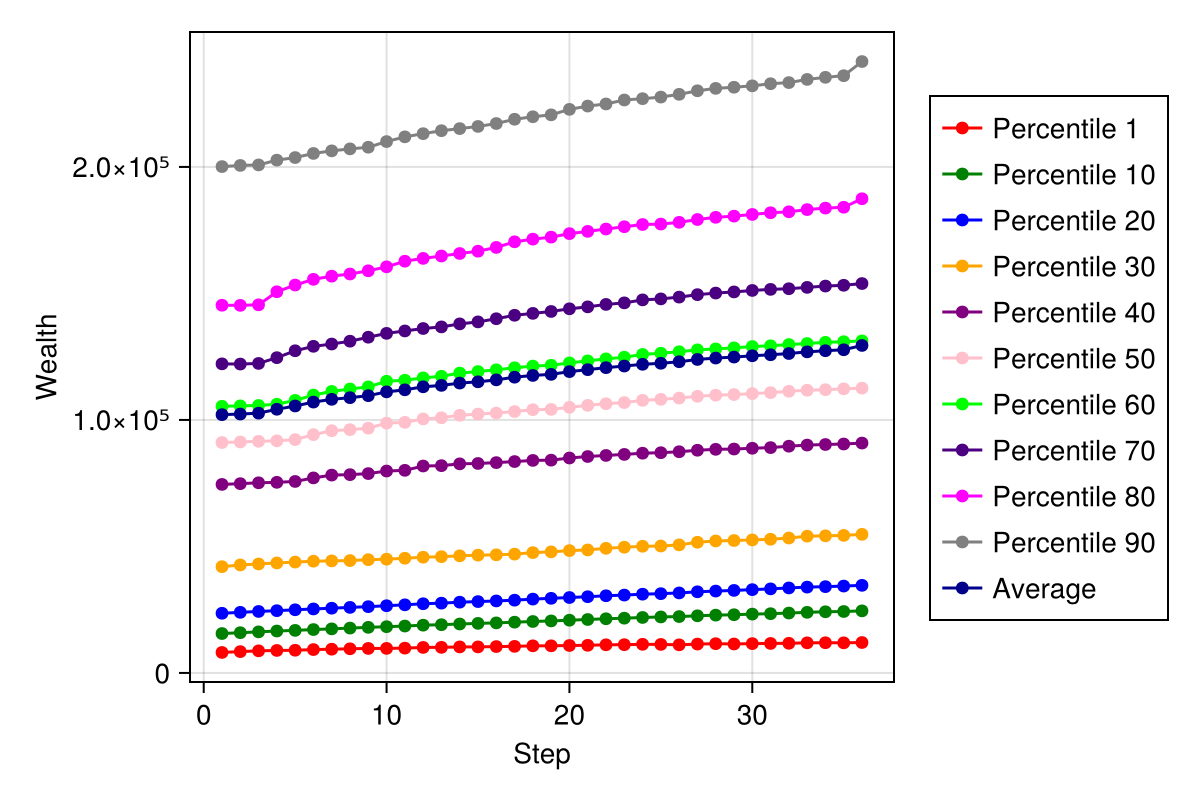 2.0×10⁵
1.0×10⁵
0
Wealth
0 10 20 30
Step
Percentile 1
Percentile 10
Percentile 20
Percentile 30
Percentile 40
Percentile 50
Percentile 60
Percentile 70
Percentile 80
Percentile 90
Average